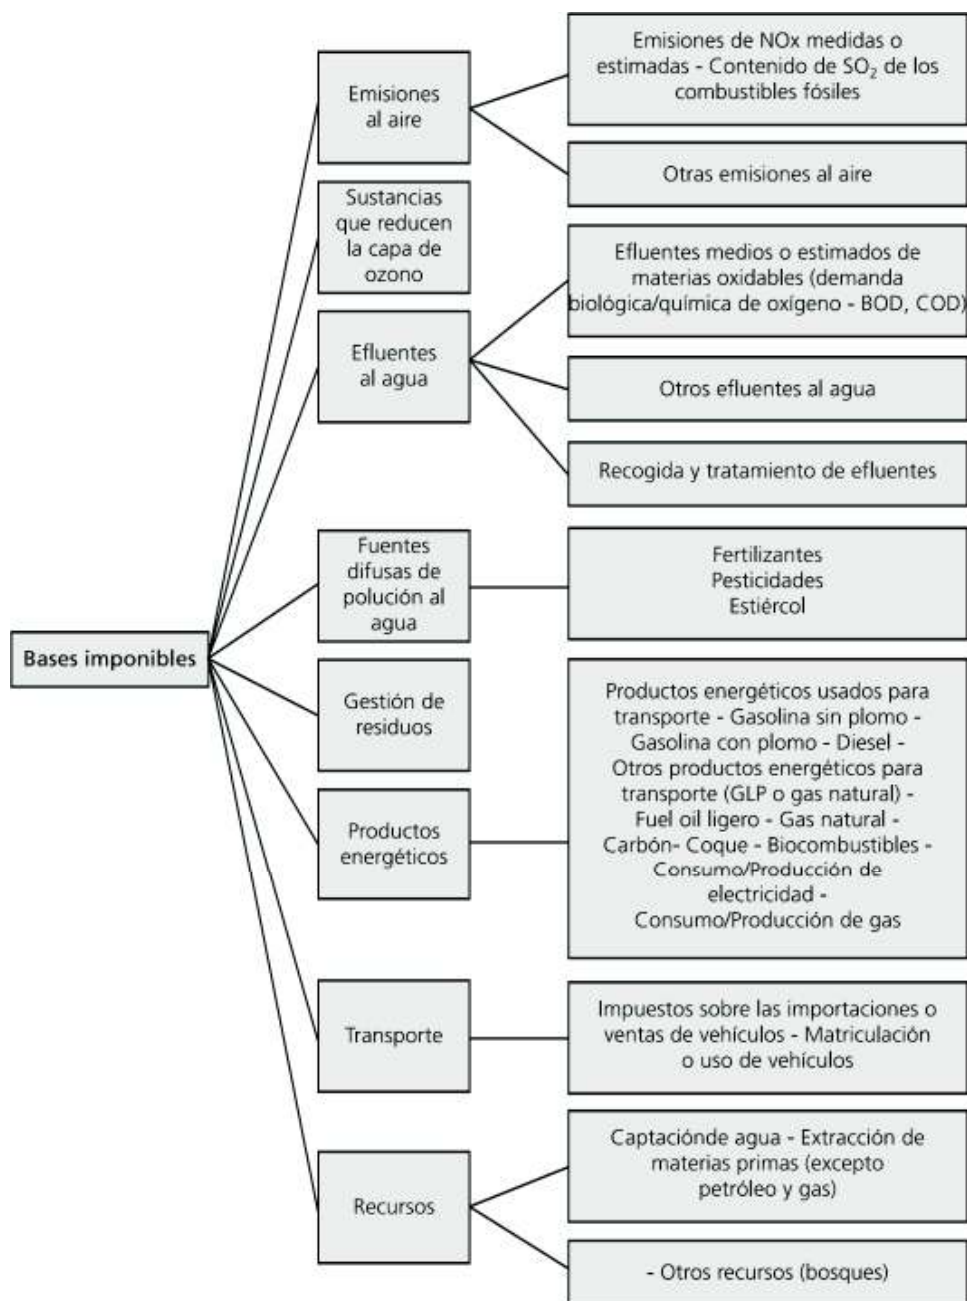 Bases imponibles
Emisiones
al aire
Emisiones de NOx medidas o
estimadas - Contenido de SO₂ de los
combustibles fósiles
Otras emisiones al aire
Sustancias
que reducen
la capa de
ozono
Efluentes
al agua
Efluentes medios o estimados de
materias oxidables (demanda
biológica/química de oxígeno - BOD, COD)
Otros efluentes al agua
Recogida y tratamiento de efluentes
Fuentes
difusas de
polución al
agua
Fertilizantes
Pesticidades
Estiércol
Gestión de
residuos
Productos
energéticos
Productos energéticos usados para
transporte - Gasolina sin plomo -
Gasolina con plomo - Diesel -
Otros productos energéticos para
transporte (GLP o gas natural) -
Fuel oil ligero - Gas natural -
Carbón- Coque - Biocombustibles -
Consumo/Producción de
electricidad -
Consumo/Producción de gas
Transporte
Impuestos sobre las importaciones o
ventas de vehículos - Matriculación
o uso de vehículos
Recursos
Captaciónde agua - Extracción de
materias primas (excepto
petróleo y gas)
- Otros recursos (bosques)